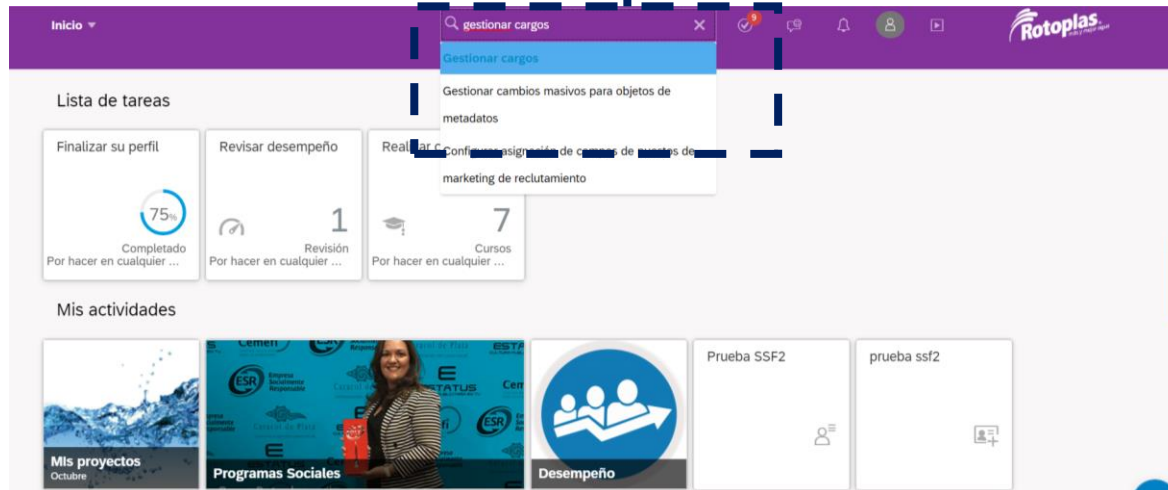 Inicio
gestionar cargos
9
Rotoplas
Gestionar cargos
Gestionar cambios masivos para objetos de
metadatos
Configurar asignación de campos de puestos de
marketing de reclutamiento
Lista de tareas
Finalizar su perfil
75%
Completado
Por hacer en cualquier ...
Revisar desempeño
1
Revisión
Por hacer en cualquier ...
7
Cursos
Por hacer en cualquier ...
Mis actividades
MIs proyectos
Octubre
Cemefi
ESR
Empresa
Socialmente
Responsable
ESTATUS
ESR
Programas Sociales
Desempeño
Prueba SSF2
prueba ssf2